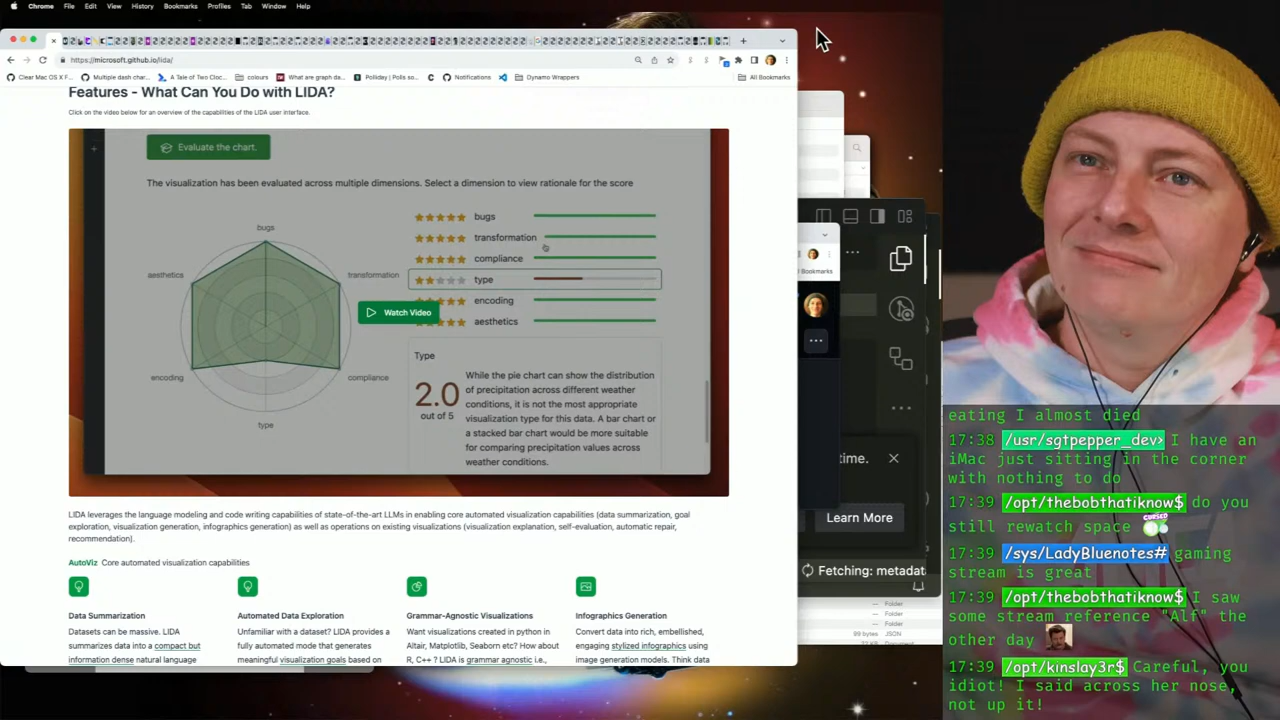 Chrome File Edit View History Bookmarks Profiles Tab Window Help
https://microsoft.github.io/lida/
Clear Mac OS X F... Multiple dash char... A Tale of Two Cloc... colours What are graph da... Pollday | Polls so... Notifications Dynamo Wrappers All Bookmarks
Features - What Can You Do with LIDA?
Click on the video below for an overview of the capabilities of the LIDA user interface.
Evaluate the chart.
The visualization has been evaluated across multiple dimensions. Select a dimension to view rationale for the score
bugs
transformation
compliance
type
encoding
aesthetics
bugs
transformation
compliance
type
encoding
aesthetics
Watch Video
Type
2.0
out of 5
While the pie chart can show the distribution
of precipitation across different weather
conditions, it is not the most appropriate
visualization type for this data. A bar chart or
a stacked bar chart would be more suitable
for comparing precipitation values across
weather conditions.
LIDA leverages the language modeling and code writing capabilities of state-of-the-art LLMs in enabling core automated visualization capabilities (data summarization, goal
exploration, visualization generation, infographics generation) as well as operations on existing visualizations (visualization explanation, self-evaluation, automatic repair,
recommendation).
AutoViz Core automated visualization capabilities
Data Summarization
Datasets can be massive. LIDA
summarizes data into a compact but
information dense natural language
Automated Data Exploration
Unfamiliar with a dataset? LIDA provides a
fully automated mode that generates
meaningful visualization goals based on
Grammar-Agnostic Visualizations
Want visualizations created in python in
Altair, Matplotlib, Seaborn etc? How about
R, C++ ? LIDA is grammar agnostic i.e.,
Infographics Generation
Convert data into rich, embellished,
engaging stylized infographics using
image generation models. Think data
Bookmarks
time.
Learn More
Fetching: metadat
Folder
Folder
Folder
99 bytes JSON
eating I almost died
17:38 /usr/sgtpepper_dev> I have an
iMac just sitting in the corner
with nothing to do
17:39 /opt/thebobthatiknow$ do you
still rewatch space CURSED
17:39 /sys/LadyBluenotes# gaming
stream is great
17:39 /opt/thebobthatiknow$ I saw
some stream reference "Alf" the
other day
17:39 /opt/kinslay3r$ Careful, you
idiot! I said across her nose,
not up it!